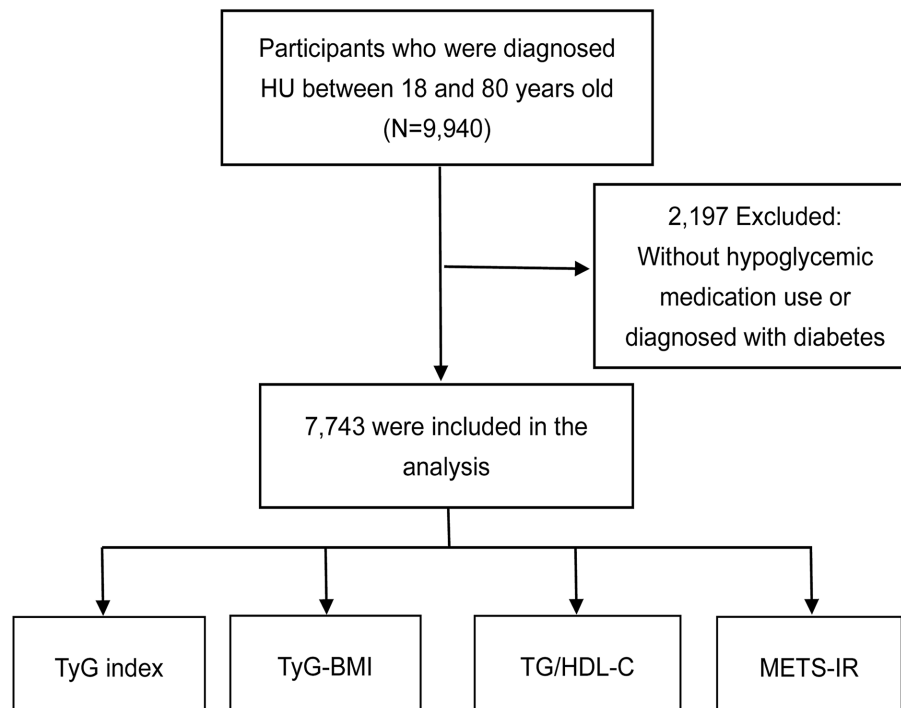 Participants who were diagnosed
HU between 18 and 80 years old
(N=9,940)
2,197 Excluded:
Without hypoglycemic
medication use or
diagnosed with diabetes
7,743 were included in the
analysis
TyG index
TyG-BMI
TG/HDL-C
METS-IR